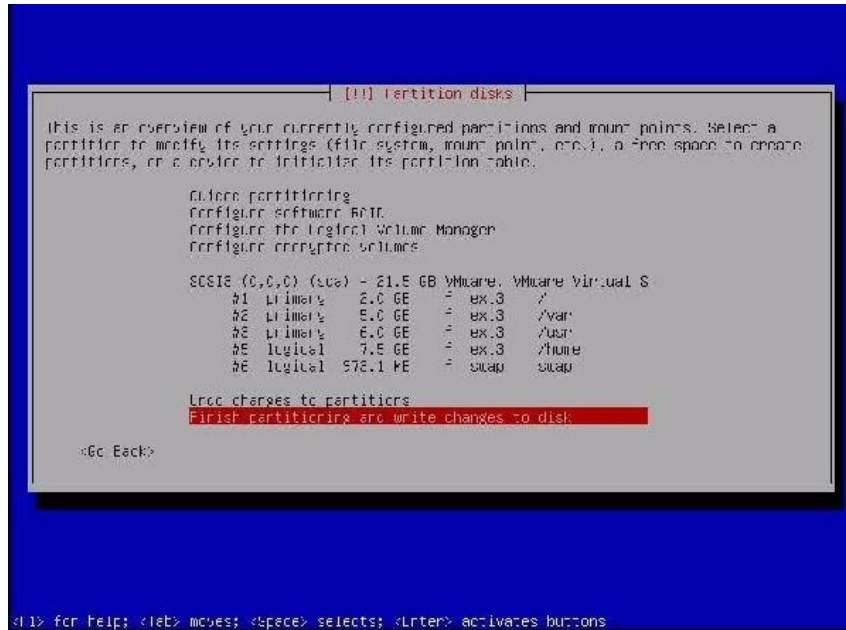 [!!] Partition disks
This is an overview of your currently configured partitions and mount points. Select a
partition to modify its settings (file system, mount point, etc.), a free space to create
partitions, or a device to initialize its partition table.
Guided partitioning
Configure software RAID
Configure the Logical Volume Manager
Configure encrypted volumes
SCSI3 (0,0,0) (sda) - 21.5 GB VMware, VMware Virtual S
#1 primary 2.0 GB f ext3 /
#2 primary 5.0 GB f ext3 /var
#3 primary 6.0 GB f ext3 /usr
#5 logical 7.5 GB f ext3 /home
#6 logical 978.1 MB f swap swap
Undo changes to partitions
Finish partitioning and write changes to disk
<Go Back>
<F1> for help; <Tab> moves; <Space> selects; <Enter> activates buttons